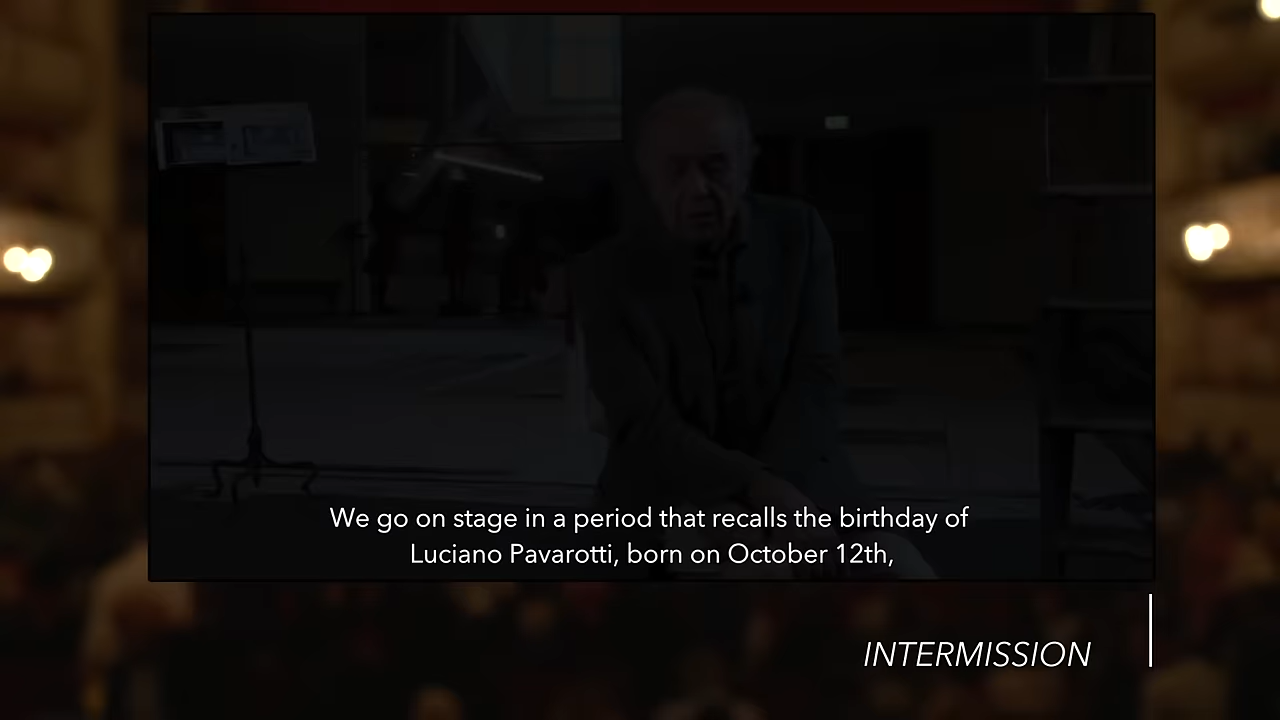 We go on stage in a period that recalls the birthday of
Luciano Pavarotti, born on October 12th,
INTERMISSION